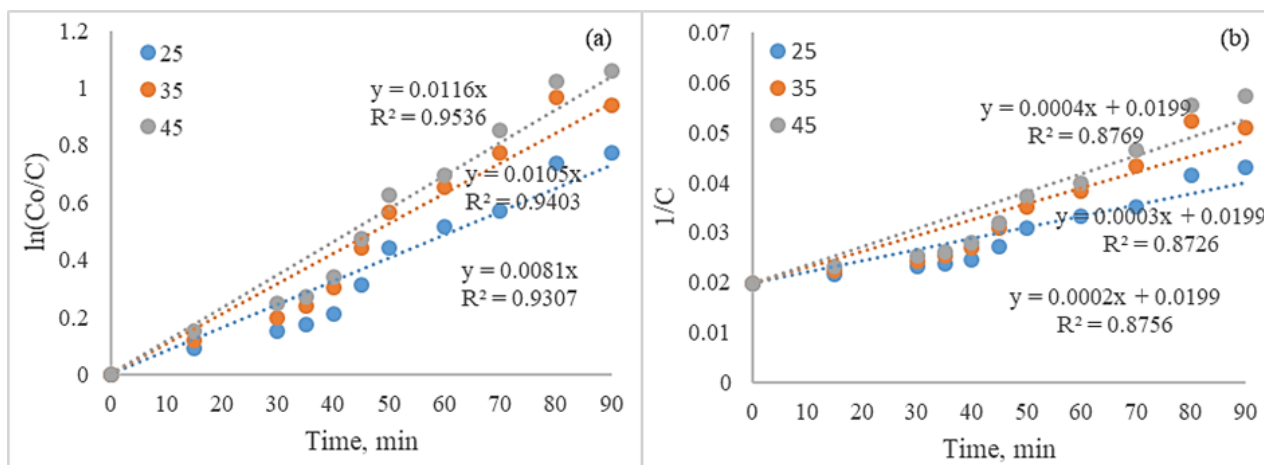 (a)
25
35
45
y = 0.0116x
R² = 0.9536
y = 0.0105x
R² = 0.9403
y = 0.0081x
R² = 0.9307
ln(Co/C)
1.2
1
0.8
0.6
0.4
0.2
0
0 10 20 30 40 50 60 70 80 90
Time, min
(b)
25
35
45
y = 0.0004x + 0.0199
R² = 0.8769
y = 0.0003x + 0.0199
R² = 0.8726
y = 0.0002x + 0.0199
R² = 0.8756
1/C
0.07
0.06
0.05
0.04
0.03
0.02
0.01
0
0 10 20 30 40 50 60 70 80 90
Time, min